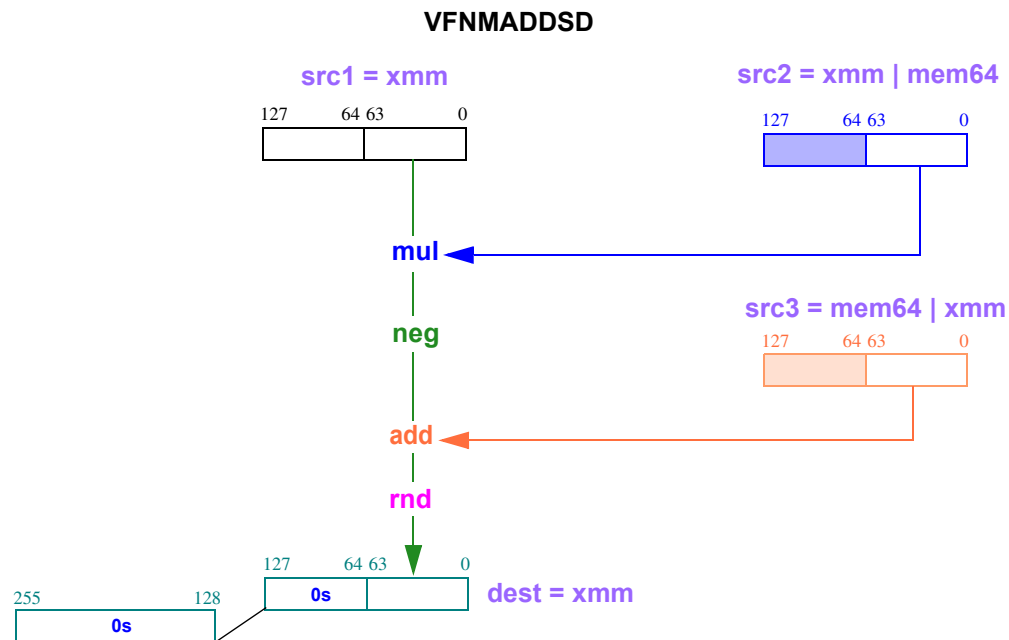 VFNMADDSD
src1 = xmm
src2 = xmm | mem64
127 64 63 0
127 64 63 0
mul
src3 = mem64 | xmm
neg
127 64 63 0
add
rnd
127 64 63 0
0s
dest = xmm
255 128
0s